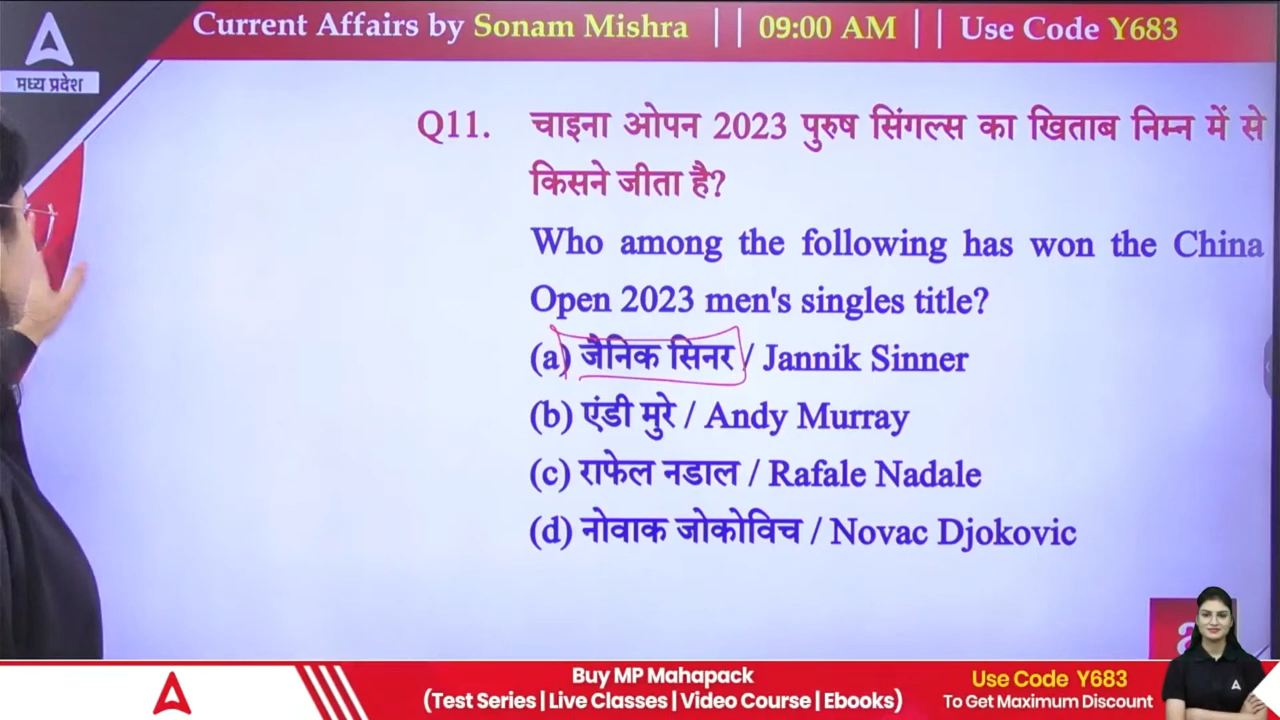 Current Affairs by Sonam Mishra || 09:00 AM || Use Code Y683
मध्य प्रदेश
Q11. चाइना ओपन 2023 पुरुष सिंगल्स का खिताब निम्न में से
किसने जीता है?
Who among the following has won the China
Open 2023 men's singles title?
(a) जैनिक सिनर / Jannik Sinner
(b) एंडी मुरे / Andy Murray
(c) राफेल नडाल / Rafale Nadale
(d) नोवाक जोकोविच / Novac Djokovic
Buy MP Mahapack
(Test Series | Live Classes | Video Course | Ebooks)
Use Code Y683
To Get Maximum Discount